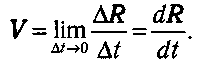 V = lim_{Δt→0} ΔR/Δt = dR/dt.